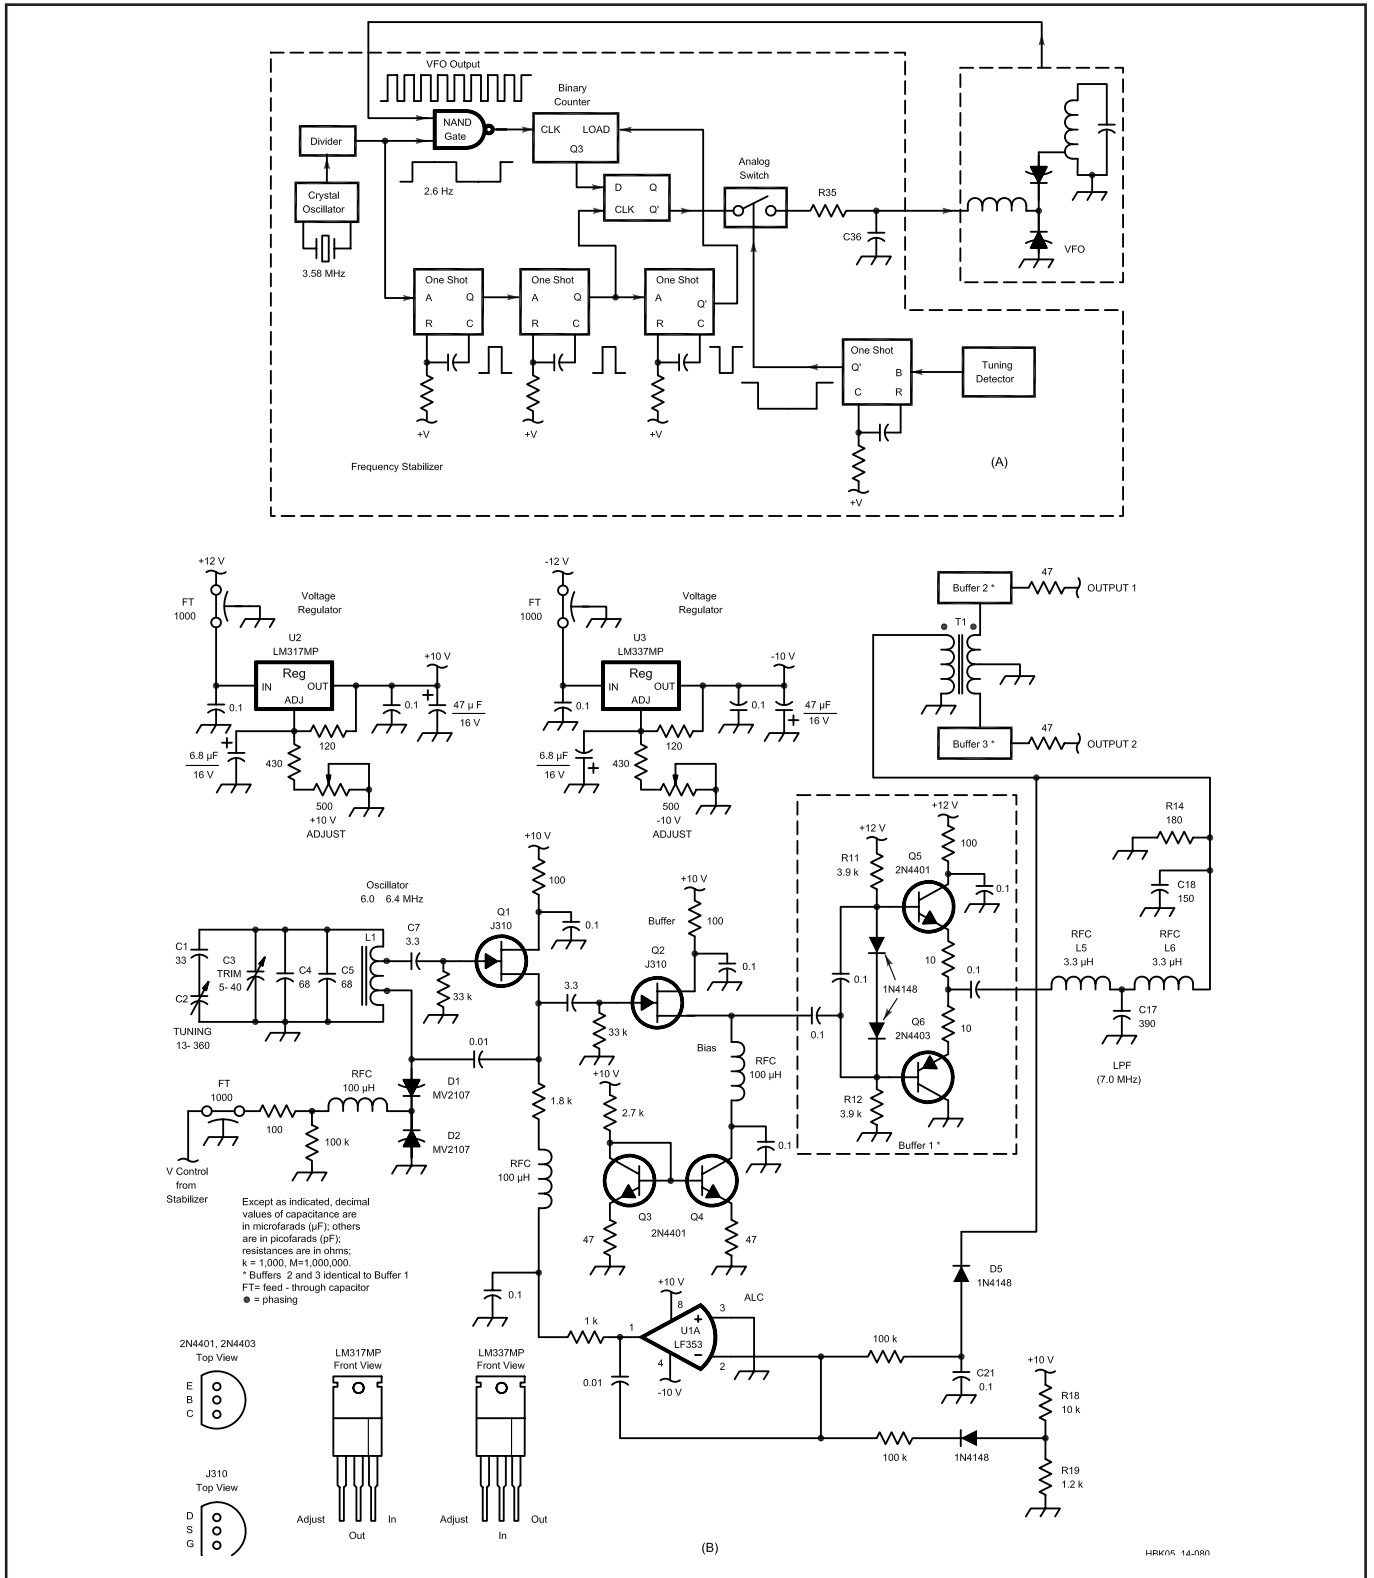 VFO Output
Binary
Counter
NAND
Gate
CLK LOAD
Q3
Divider
2.6 Hz
Crystal
Oscillator
3.58 MHz
D Q
CLK Q'
Analog
Switch
R35
C36
VFO
One Shot
A Q
R C
+V
One Shot
A Q
R C
+V
One Shot
A Q'
R C
+V
One Shot
Q' B
C R
+V
Tuning
Detector
Frequency Stabilizer
(A)
+12 V
FT
1000
Voltage
Regulator
U2
LM317MP
Reg
IN OUT
ADJ
+10 V
0.1
0.1
+
47 µ F
16 V
120
+
6.8 µF
16 V
430
500
+10 V
ADJUST
-12 V
FT
1000
Voltage
Regulator
U3
LM337MP
Reg
IN OUT
ADJ
-10 V
0.1
0.1
47 µF
+ 16 V
120
6.8 µF
16 V
+
430
500
-10 V
ADJUST
Buffer 2 *
47
OUTPUT 1
T1
Buffer 3 *
47
OUTPUT 2
R14
180
C18
150
RFC
L5
3.3 µH
RFC
L6
3.3 µH
C17
390
LPF
(7.0 MHz)
+12 V
+12 V
R11
3.9 k
Q5
2N4401
100
0.1
10
0.1
1N4148
0.1
Q6
2N4403
10
0.1
R12
3.9 k
Buffer 1 *
Oscillator
6.0 6.4 MHz
+10 V
100
0.1
Q1
J310
C7
3.3
L1
C1
33
C3
TRIM
5- 40
C4
68
C5
68
C2
TUNING
13- 360
33 k
0.01
3.3
+10 V
Buffer
100
Q2
J310
0.1
33 k
Bias
RFC
100 µH
0.1
+10 V
2.7 k
Q3
Q4
2N4401
47
47
FT
1000
100
RFC
100 µH
100 k
D1
MV2107
D2
MV2107
V Control
from
Stabilizer
1.8 k
RFC
100 µH
0.1
Except as indicated, decimal
values of capacitance are
in microfarads (µF); others
are in picofarads (pF);
resistances are in ohms;
k = 1,000, M=1,000,000.
* Buffers 2 and 3 identical to Buffer 1
FT= feed - through capacitor
= phasing
1 k
+10 V
8
ALC
3
+
U1A
LF353
1
−
2
4
-10 V
0.01
100 k
D5
1N4148
C21
0.1
100 k
1N4148
+10 V
R18
10 k
R19
1.2 k
2N4401, 2N4403
Top View
E
B
C
J310
Top View
D
S
G
LM317MP
Front View
Adjust In
Out
LM337MP
Front View
Adjust Out
In
(B)
HBK05_14-080